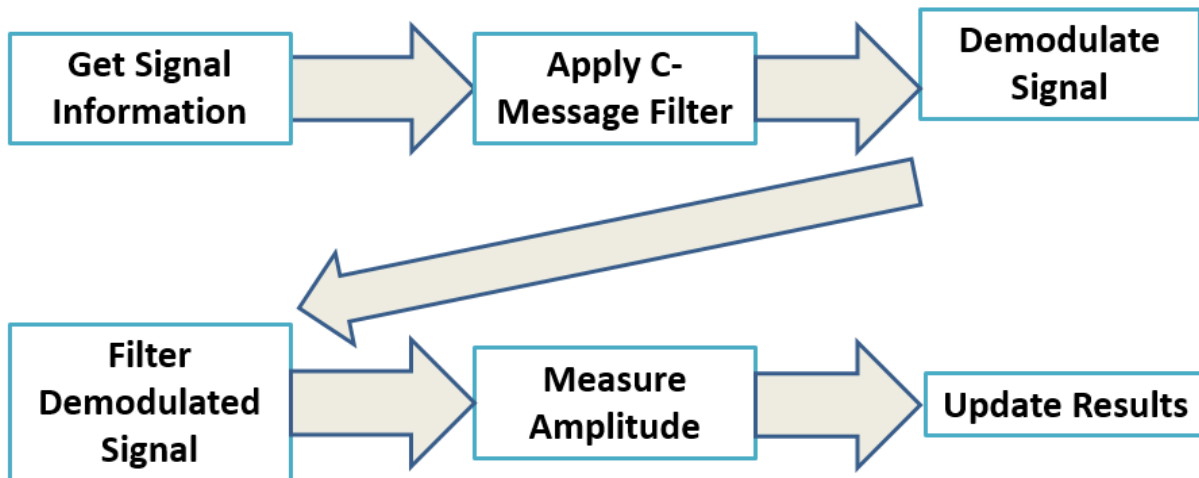 Get Signal
Information
Apply C-
Message Filter
Demodulate
Signal
Filter
Demodulated
Signal
Measure
Amplitude
Update Results